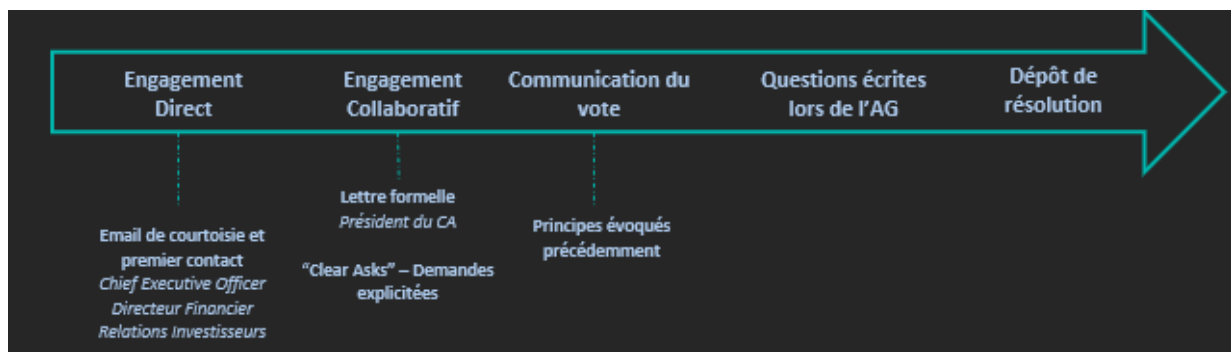 Engagement
Direct
Engagement
Collaboratif
Communication du
vote
Questions écrites
lors de l'AG
Dépôt de
résolution
Email de courtoisie et
premier contact
Chief Executive Officer
Directeur Financier
Relations Investisseurs
Lettre formelle
Président du CA
“Clear Asks” – Demandes
explicitées
Principes évoqués
précédemment